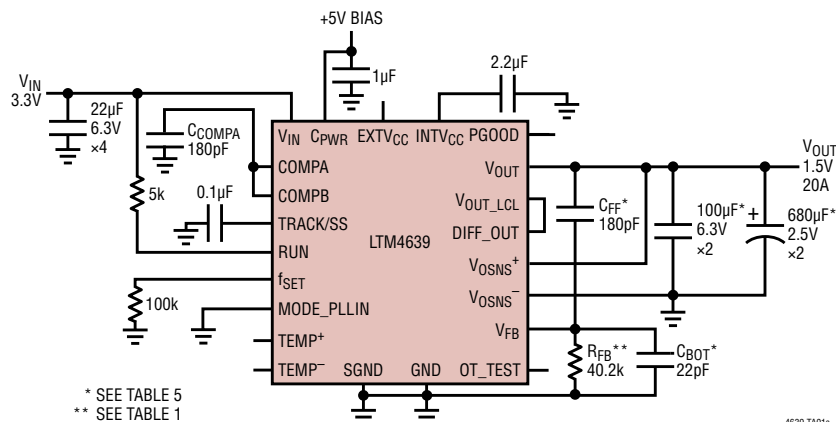 +5V BIAS
VIN
3.3V
22µF
6.3V
×4
CCOMPA
180pF
1µF
2.2µF
5k
0.1µF
100k
VIN
CPWR
EXTVCC
INTVCC
PGOOD
COMPA
COMPB
TRACK/SS
RUN
fSET
MODE_PLLIN
TEMP+
TEMP–
SGND
GND
OT_TEST
LTM4639
VOUT
VOUT_LCL
DIFF_OUT
VOSNS+
VOSNS–
VFB
CFF*
180pF
100µF*
6.3V
×2
+
680µF*
2.5V
×2
VOUT
1.5V
20A
RFB**
40.2k
CBOT*
22pF
* SEE TABLE 5
** SEE TABLE 1
4639 TA01a